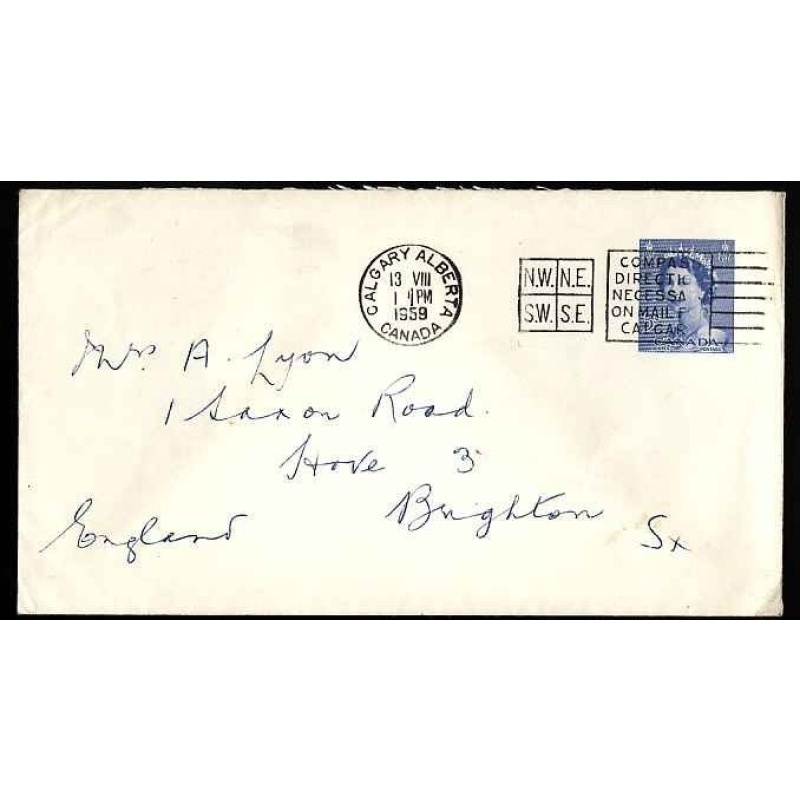 CALGARY ALBERTA
13 VIII
1 PM
1959
CANADA
N.W. N.E.
S.W. S.E.
COMPAS
DIRECTIO
NECESSA
ON MAIL F
CALGAR
CANADA
POSTAGE
Mrs A. Lyon
1 Saxon Road.
Hove 3
Brighton Sx
England